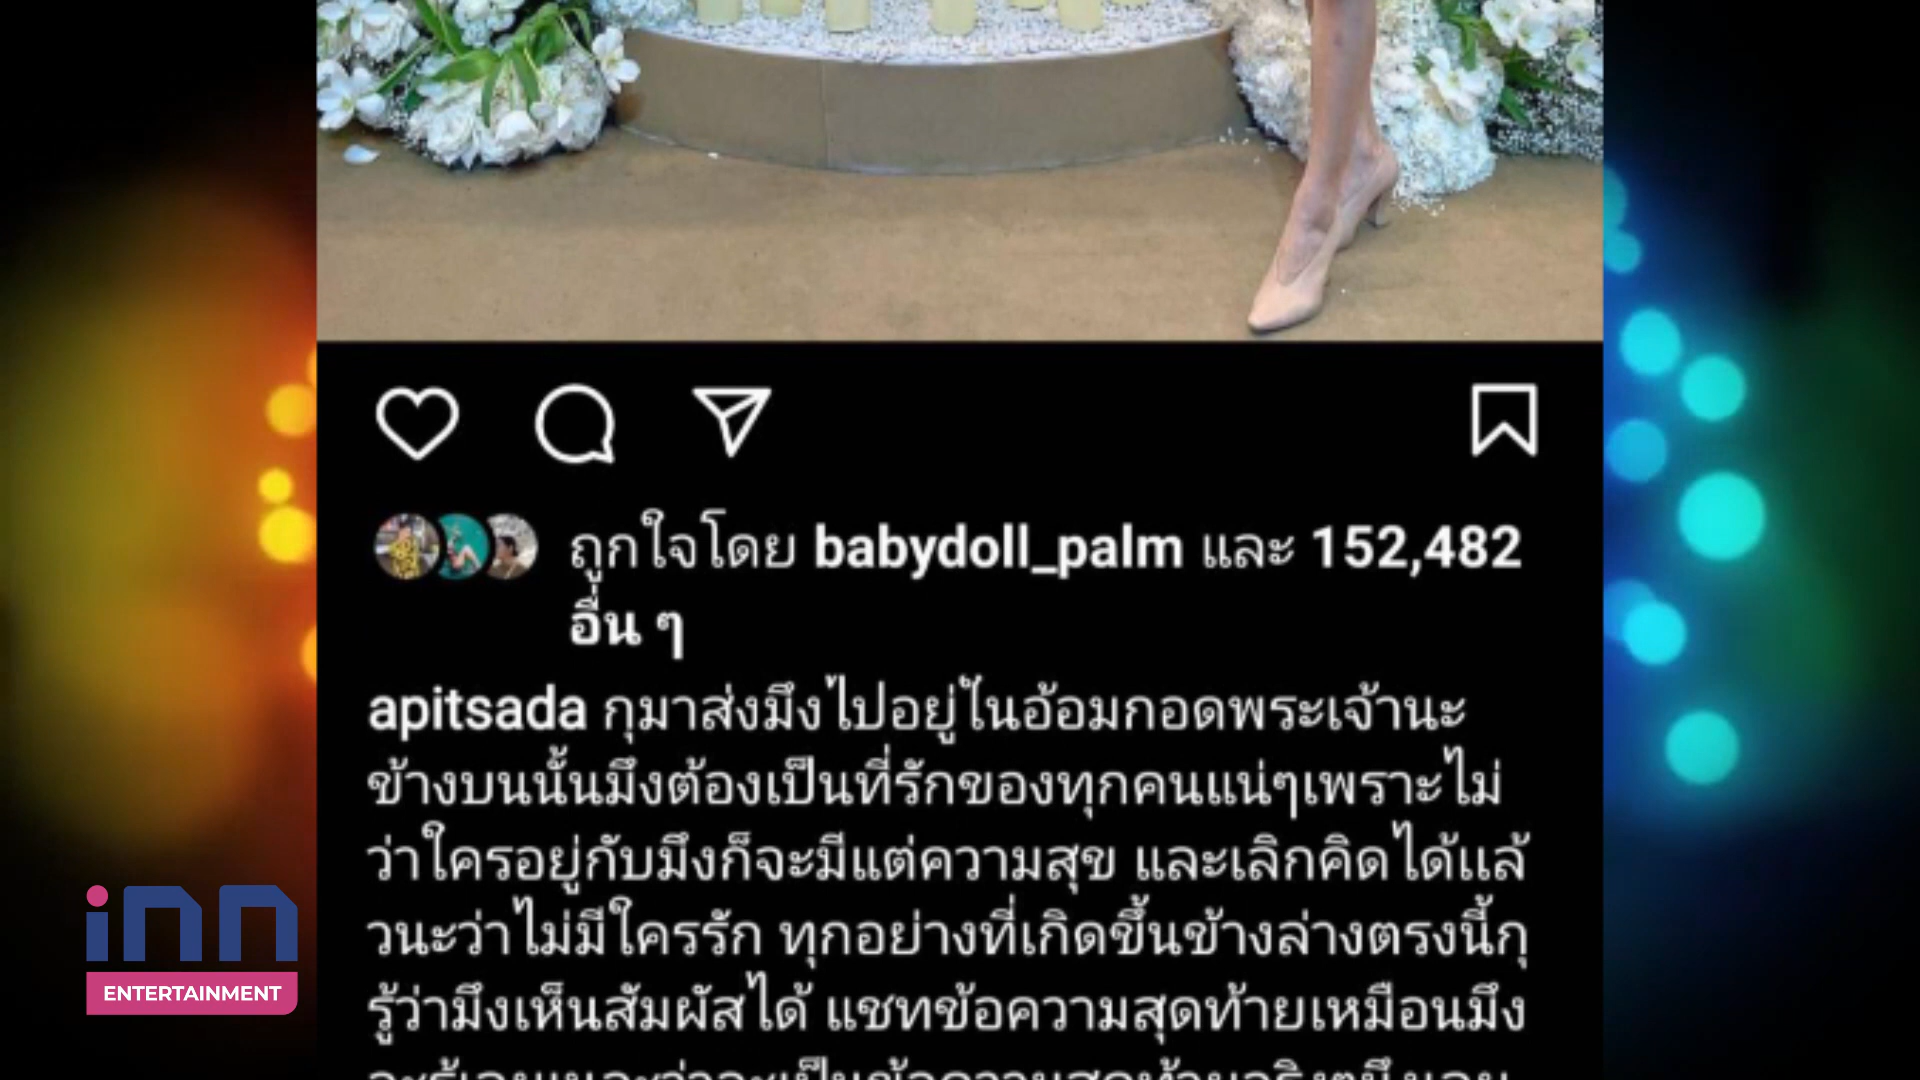 ถูกใจโดย babydoll_palm และ 152,482
อื่น ๆ
apitsada กุมาส่งมึงไปอยู่ในอ้อมกอดพระเจ้านะ
ข้างบนนั้นมึงต้องเป็นที่รักของทุกคนแน่ๆเพราะไม่
ว่าใครอยู่กับมึงก็จะมีแต่ความสุข และเลิกคิดได้แล้
วนะว่าไม่มีใครรัก ทุกอย่างที่เกิดขึ้นข้างล่างตรงนี้กุ
รู้ว่ามึงเห็นสัมผัสได้ แชทข้อความสุดท้ายเหมือนมึง
inn
ENTERTAINMENT